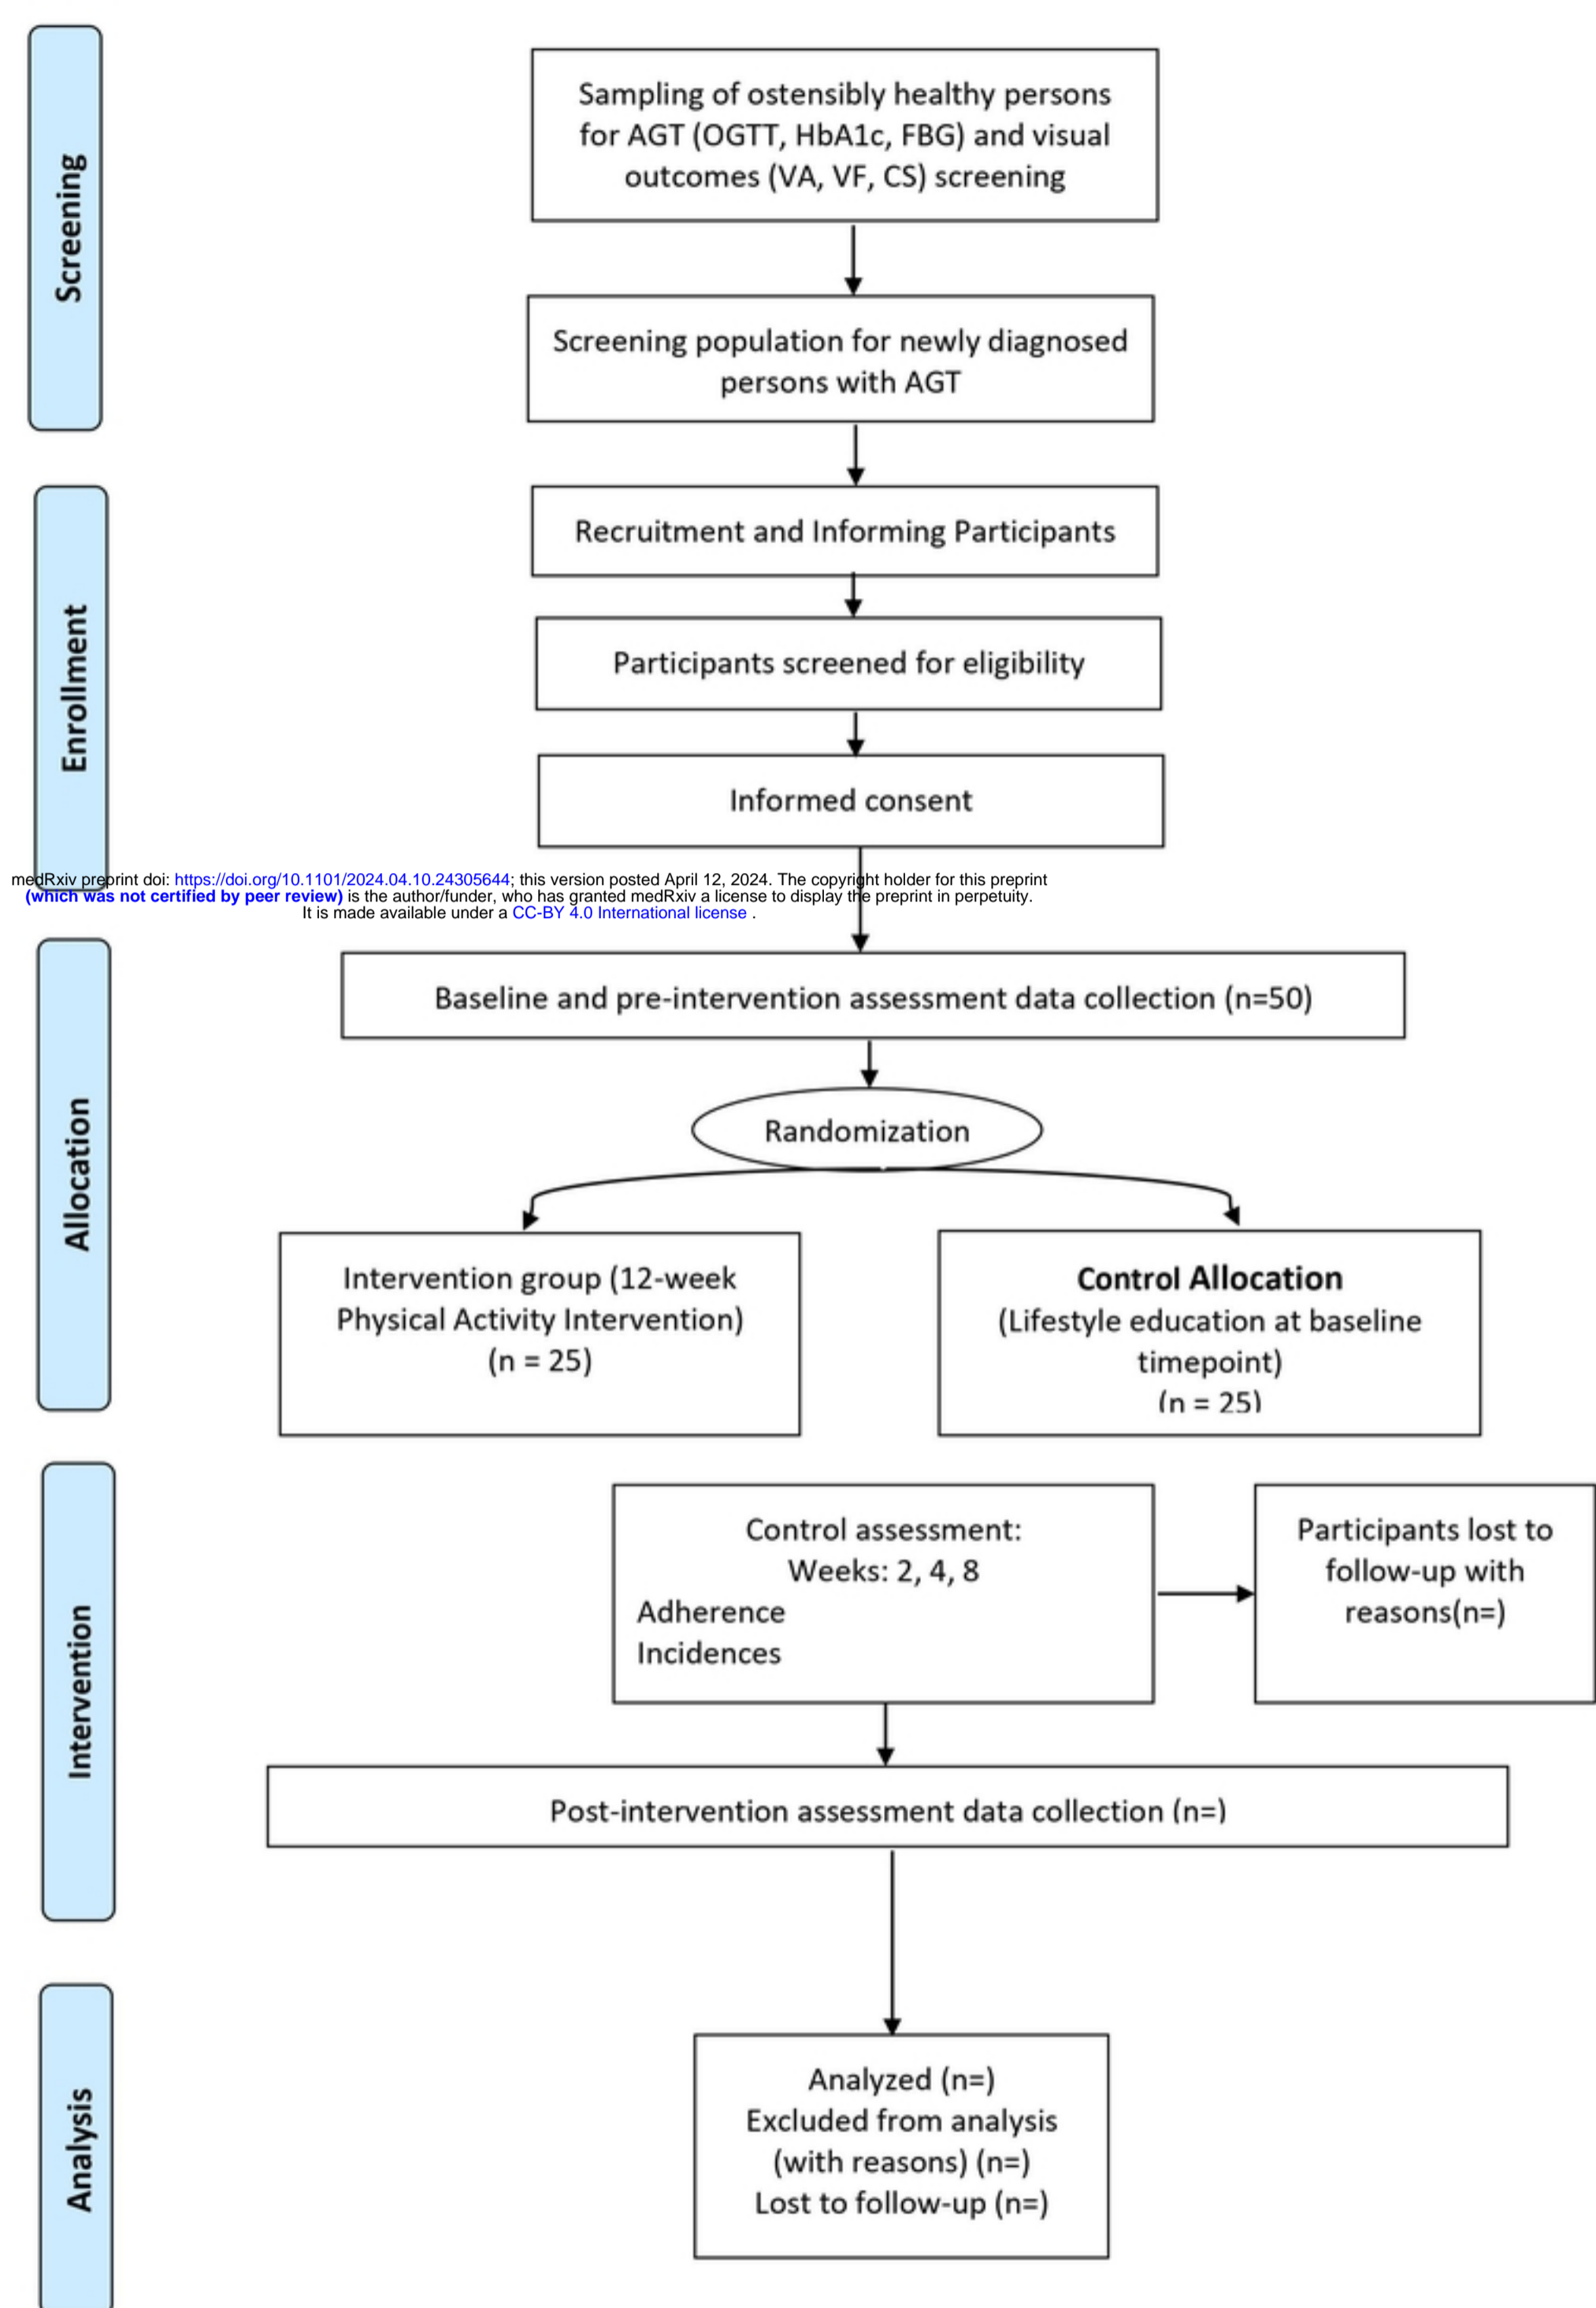 Screening
Sampling of ostensibly healthy persons
for AGT (OGTT, HbA1c, FBG) and visual
outcomes (VA, VF, CS) screening
Screening population for newly diagnosed
persons with AGT
Enrollment
Recruitment and Informing Participants
Participants screened for eligibility
Informed consent
medRxiv preprint doi: https://doi.org/10.1101/2024.04.10.24305644; this version posted April 12, 2024. The copyright holder for this preprint
(which was not certified by peer review) is the author/funder, who has granted medRxiv a license to display the preprint in perpetuity.
It is made available under a CC-BY 4.0 International license .
Allocation
Baseline and pre-intervention assessment data collection (n=50)
Randomization
Intervention group (12-week
Physical Activity Intervention)
(n = 25)
Control Allocation
(Lifestyle education at baseline
timepoint)
(n = 25)
Intervention
Control assessment:
Weeks: 2, 4, 8
Adherence
Incidences
Participants lost to
follow-up with
reasons(n=)
Post-intervention assessment data collection (n=)
Analysis
Analyzed (n=)
Excluded from analysis
(with reasons) (n=)
Lost to follow-up (n=)